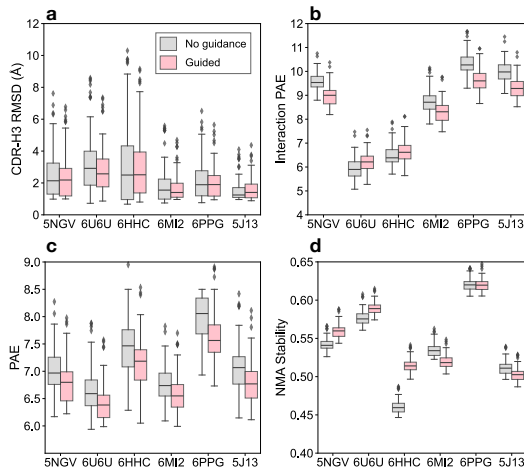 a
CDR-H3 RMSD (Å)
12
10
8
6
4
2
0
No guidance
Guided
5NGV 6U6U 6HHC 6MI2 6PPG 5J13
b
Interaction PAE
12
11
10
9
8
7
6
5
4
5NGV 6U6U 6HHC 6MI2 6PPG 5J13
c
PAE
9.0
8.5
8.0
7.5
7.0
6.5
6.0
5NGV 6U6U 6HHC 6MI2 6PPG 5J13
d
NMA Stability
0.65
0.60
0.55
0.50
0.45
0.40
5NGV 6U6U 6HHC 6MI2 6PPG 5J13